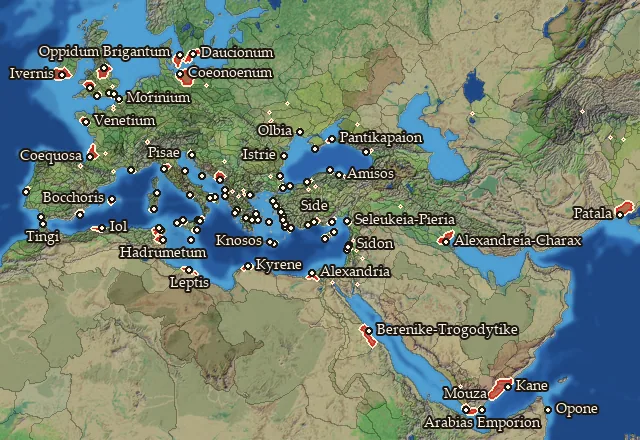 Oppidum Brigantum
Daucionum
Ivernis
Coeonoenum
Morinium
Venetium
Olbia
Pantikapaion
Coequosa
Pisae
Istrie
Amisos
Bocchoris
Side
Patala
Tingi
Iol
Seleukeia-Pieria
Knosos
Sidon
Alexandreia-Charax
Hadrumetum
Kyrene
Alexandria
Leptis
Berenike-Trogodytike
Mouza
Kane
Arabias Emporion
Opone